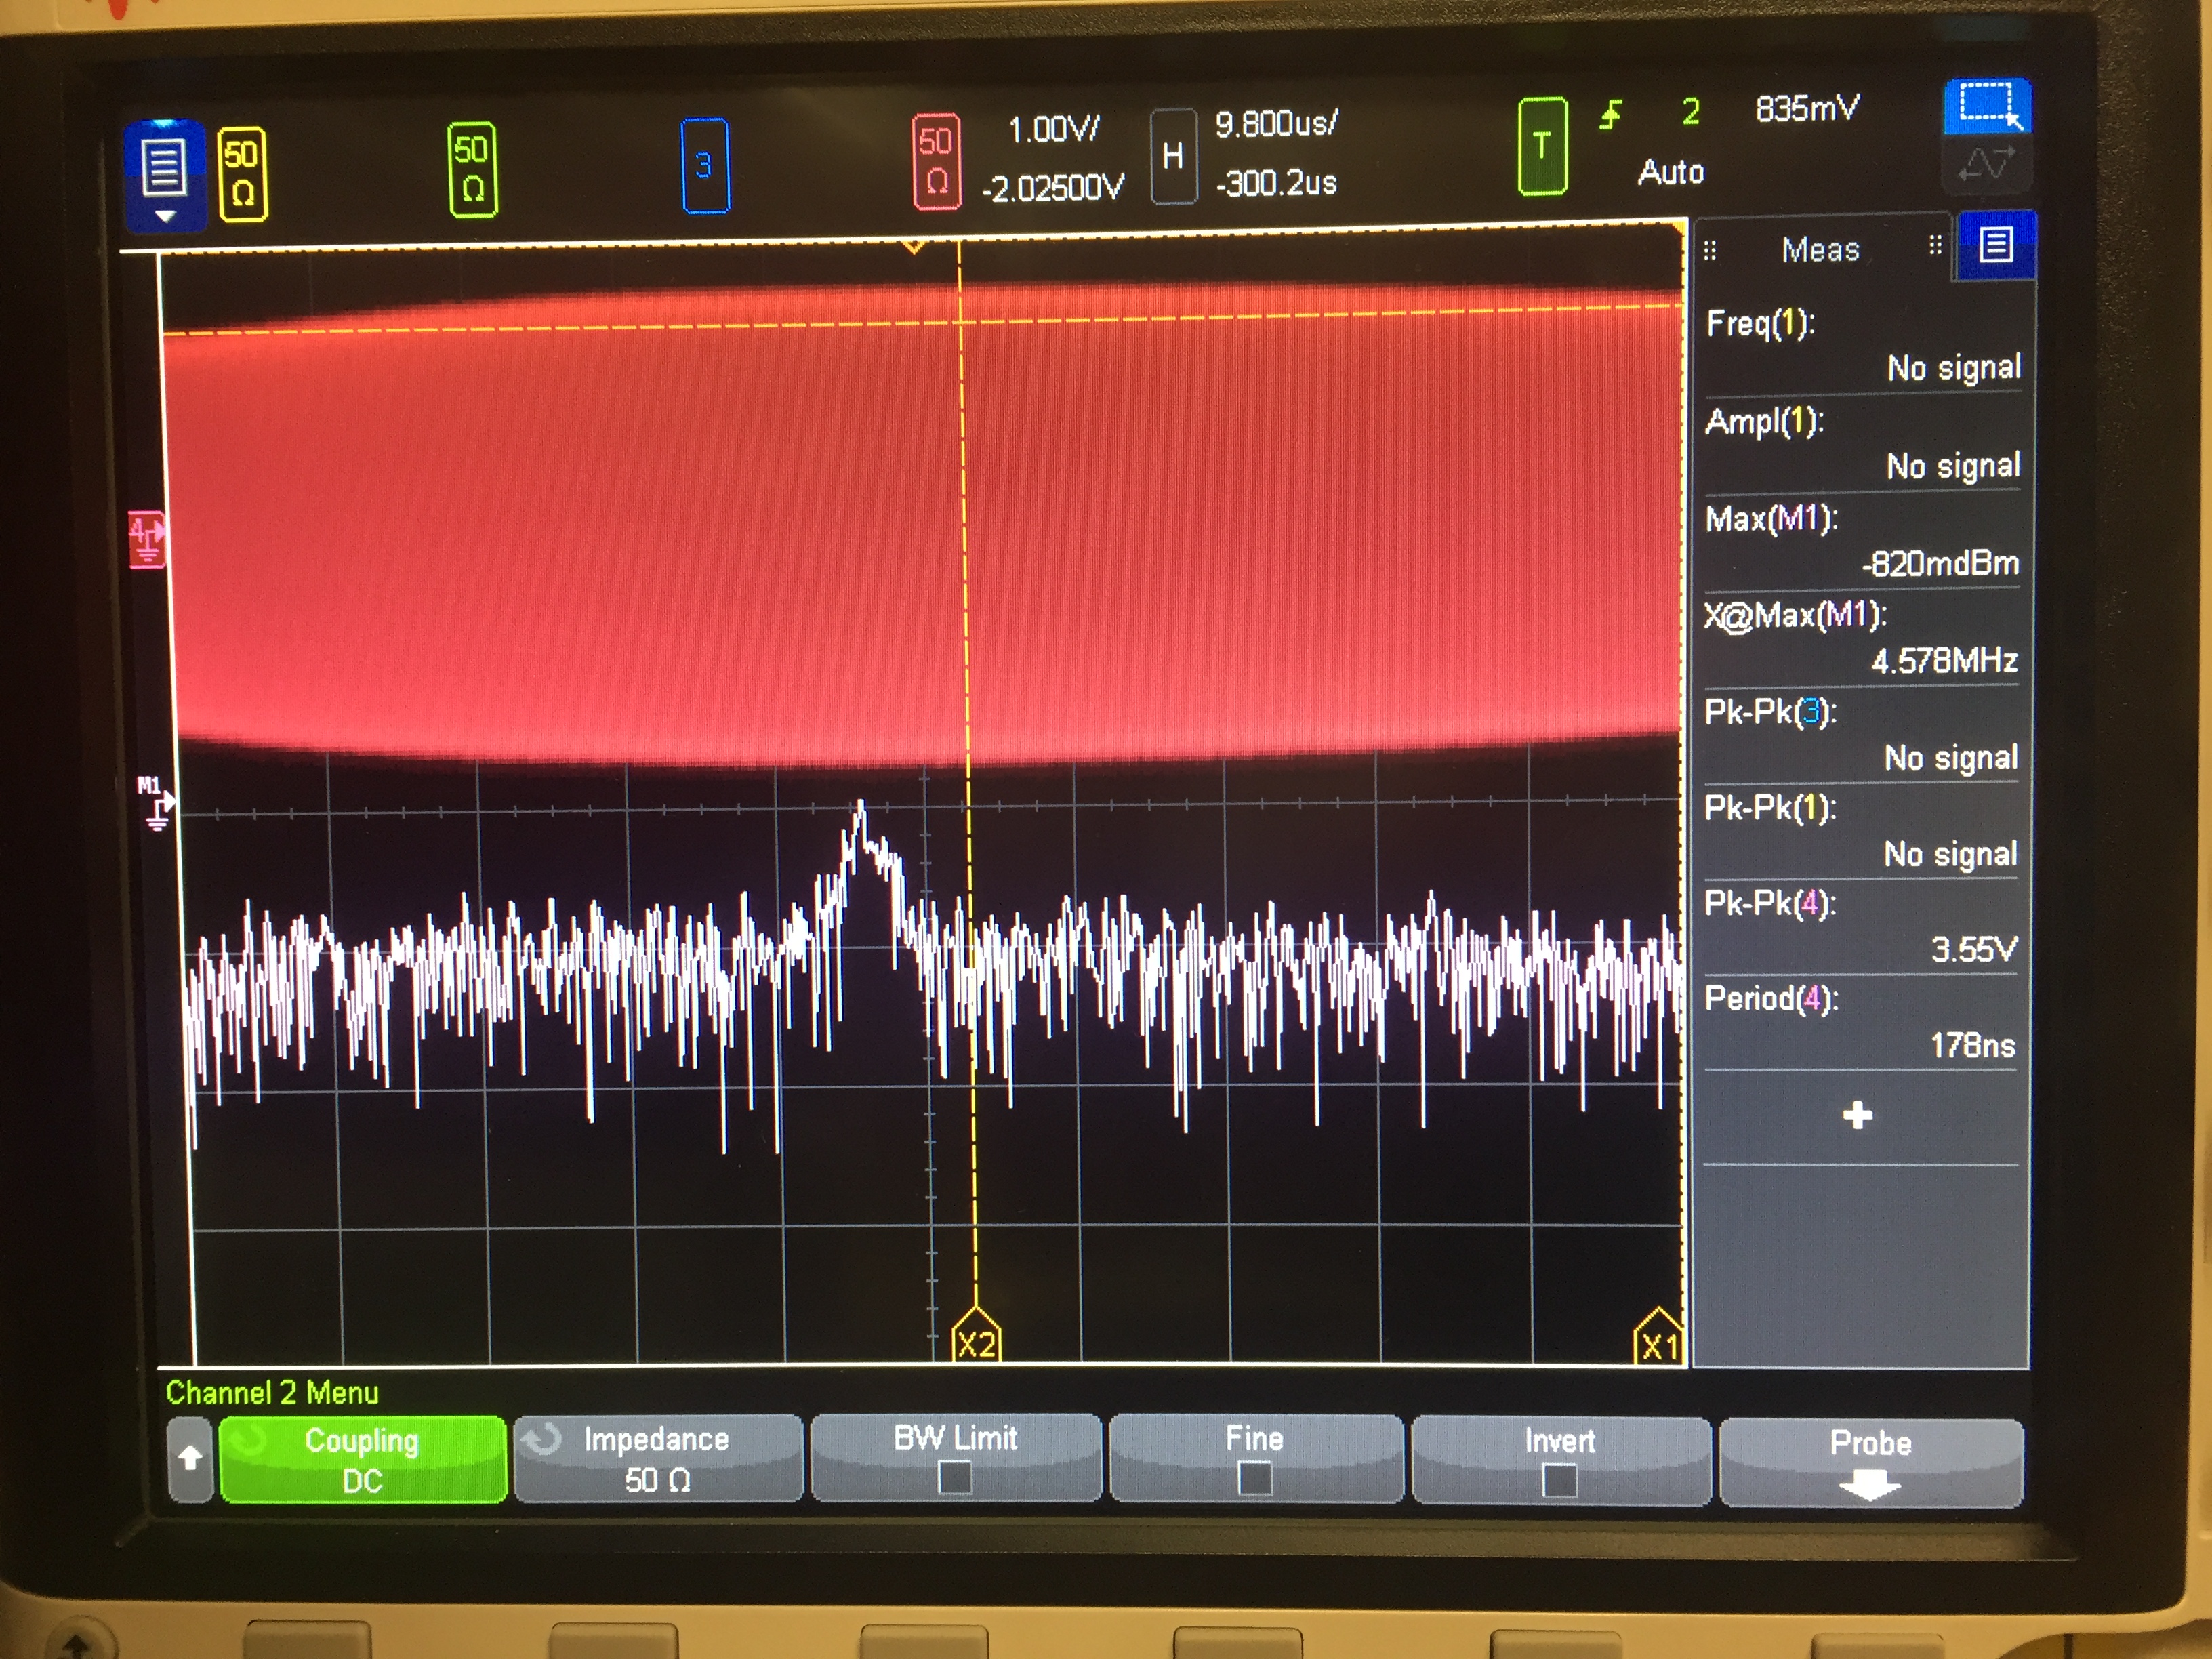 50 Ω
50 Ω
3
50 Ω
1.00V/
-2.02500V
H
9.800us/
-300.2us
T
2
835mV
Auto
Meas
Freq(1):
No signal
Ampl(1):
No signal
Max(M1):
-820mdBm
X@Max(M1):
4.578MHz
Pk-Pk(3):
No signal
Pk-Pk(1):
No signal
Pk-Pk(4):
3.55V
Period(4):
178ns
4
M1
X2
X1
Channel 2 Menu
Coupling
DC
Impedance
50 Ω
BW Limit
Fine
Invert
Probe